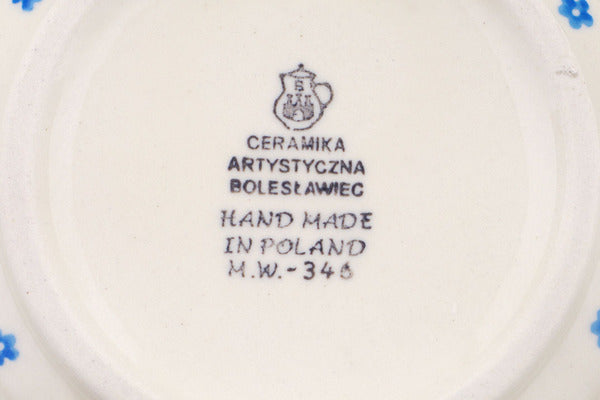 B
CERAMIKA
ARTYSTYCZNA
BOLESŁAWIEC
HAND MADE
IN POLAND
M.W.-346